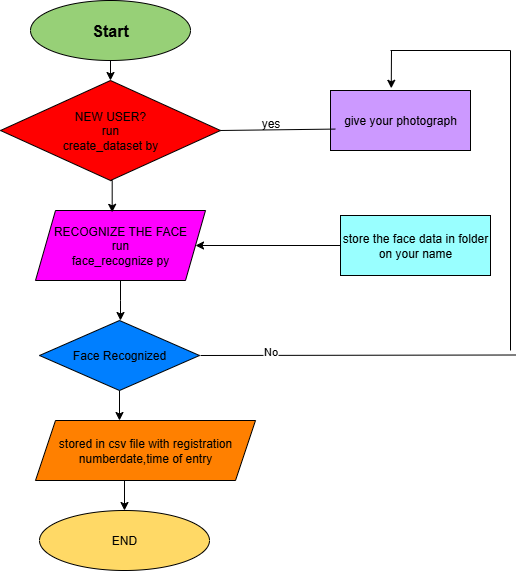 Start
NEW USER?
run
create_dataset by
yes
give your photograph
RECOGNIZE THE FACE
run
face_recognize py
store the face data in folder
on your name
Face Recognized
No
stored in csv file with registration
numberdate,time of entry
END